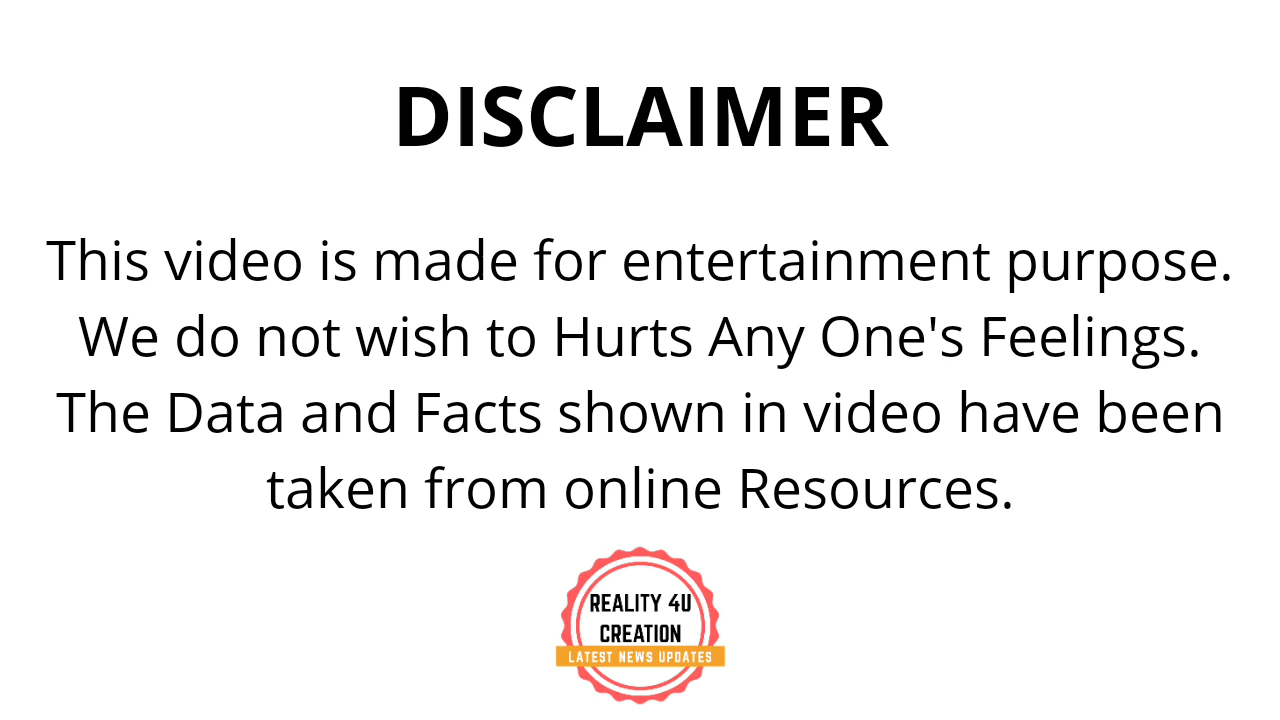 DISCLAIMER
This video is made for entertainment purpose.
We do not wish to Hurts Any One's Feelings.
The Data and Facts shown in video have been
taken from online Resources.
REALITY 4U
CREATION
LATEST NEWS UPDATES